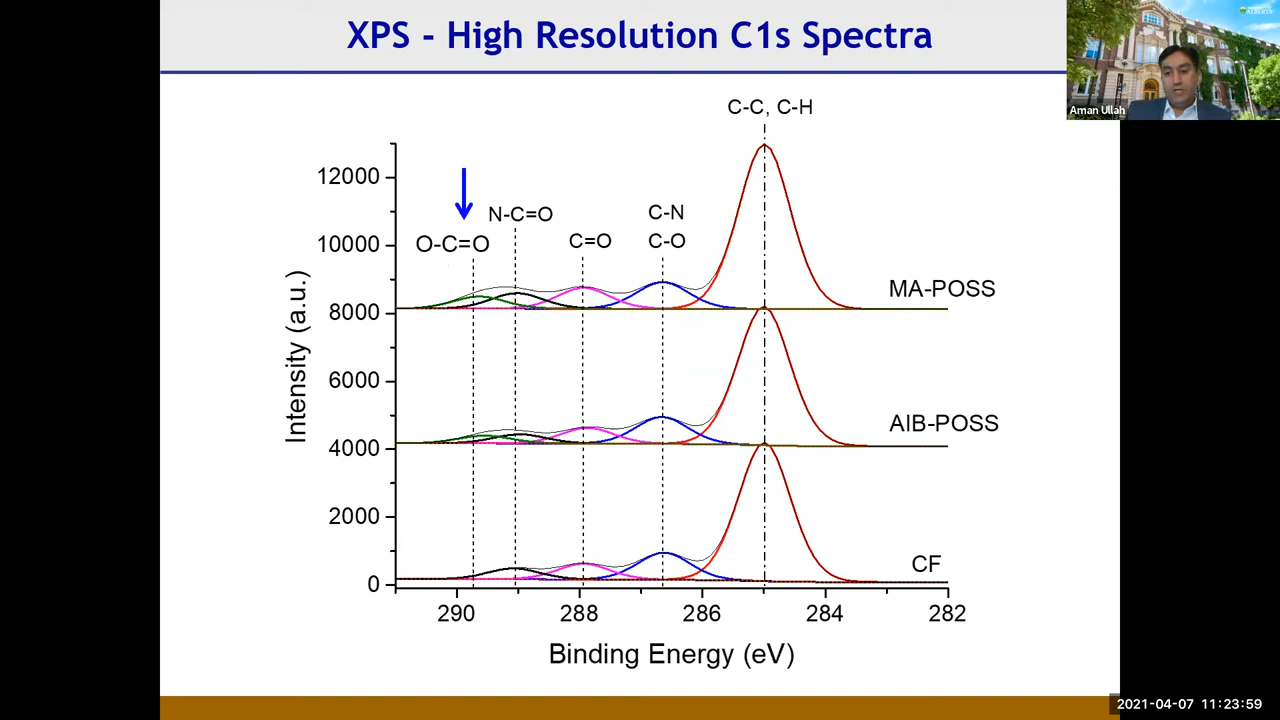 XPS - High Resolution C1s Spectra
Aman Ullah
C-C, C-H
12000
10000
8000
6000
4000
2000
0
Intensity (a.u.)
O-C=O
N-C=O
C=O
C-N
C-O
MA-POSS
AIB-POSS
CF
290
288
286
284
282
Binding Energy (eV)
2021-04-07 11:23:59